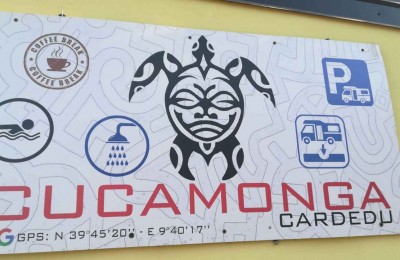 COFFEE BREAK
COFFEE BREAK
P
CUCAMONGA
CARDEDU
GPS: N 39°45'20'' - E 9°40'17''